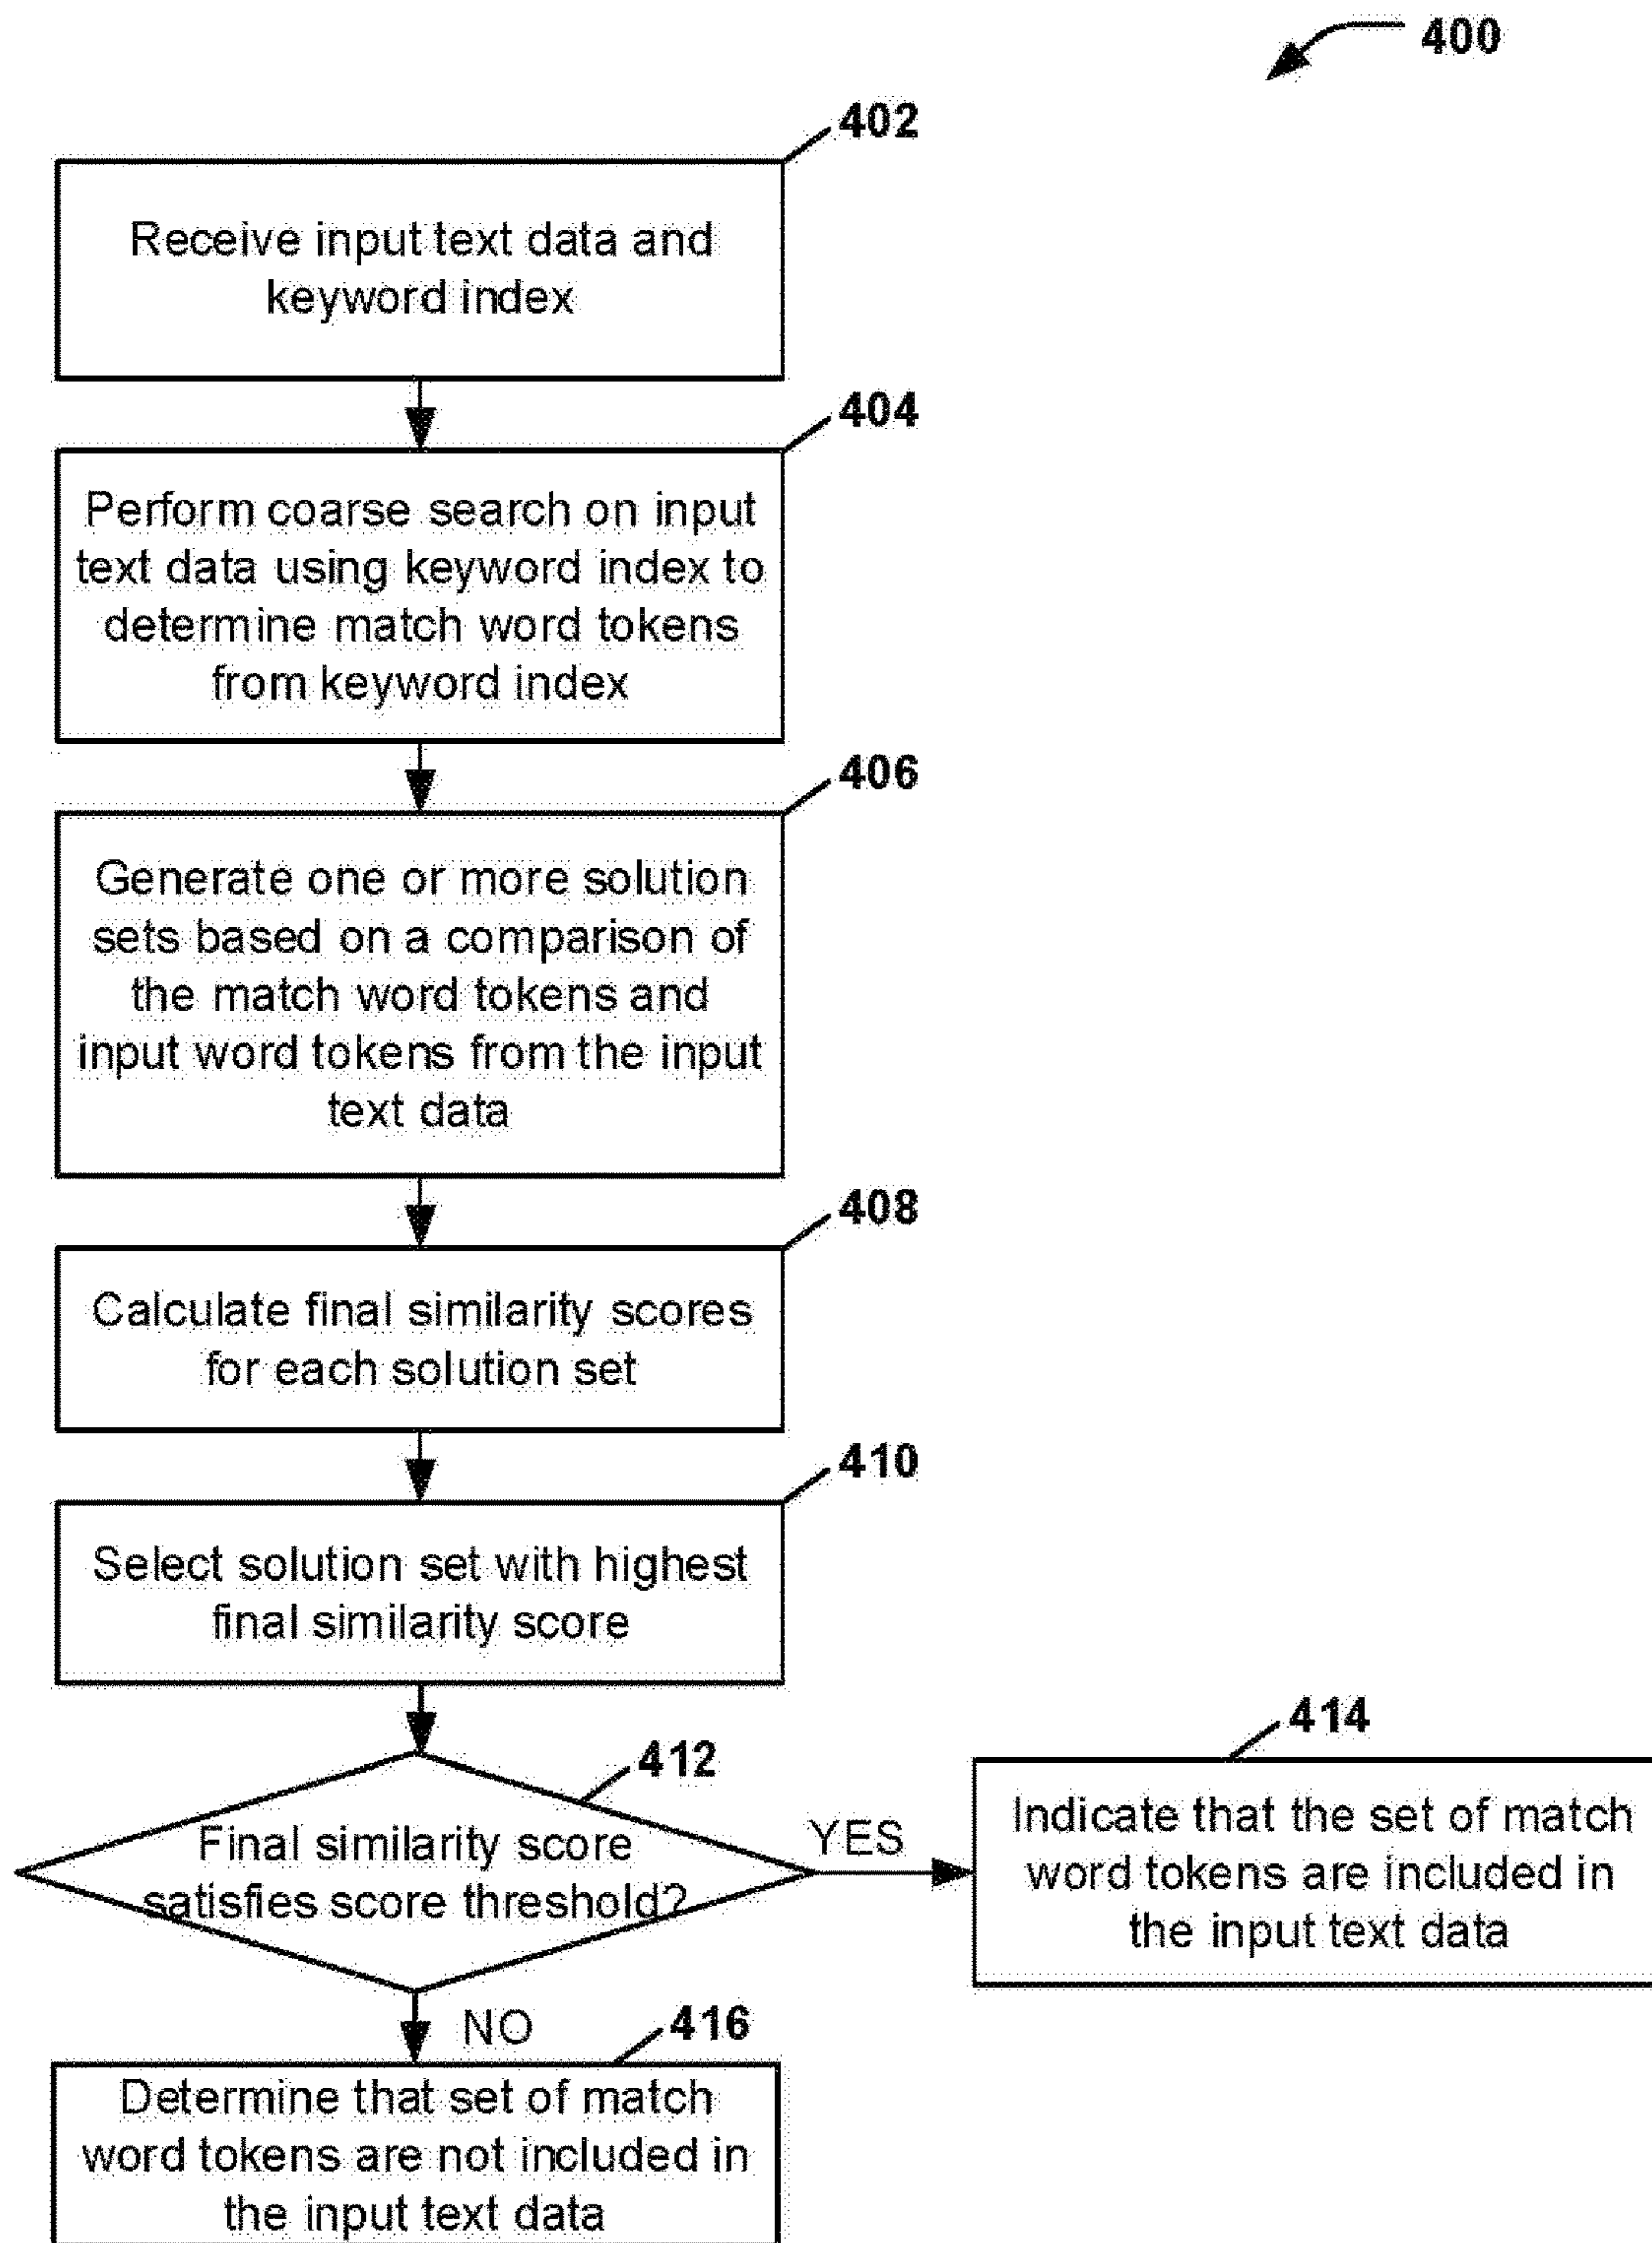 400
402
Receive input text data and
keyword index
404
Perform coarse search on input
text data using keyword index to
determine match word tokens
from keyword index
406
Generate one or more solution
sets based on a comparison of
the match word tokens and
input word tokens from the input
text data
408
Calculate final similarity scores
for each solution set
410
Select solution set with highest
final similarity score
412
Final similarity score
satisfies score threshold?
YES
414
Indicate that the set of match
word tokens are included in
the input text data
NO
416
Determine that set of match
word tokens are not included in
the input text data